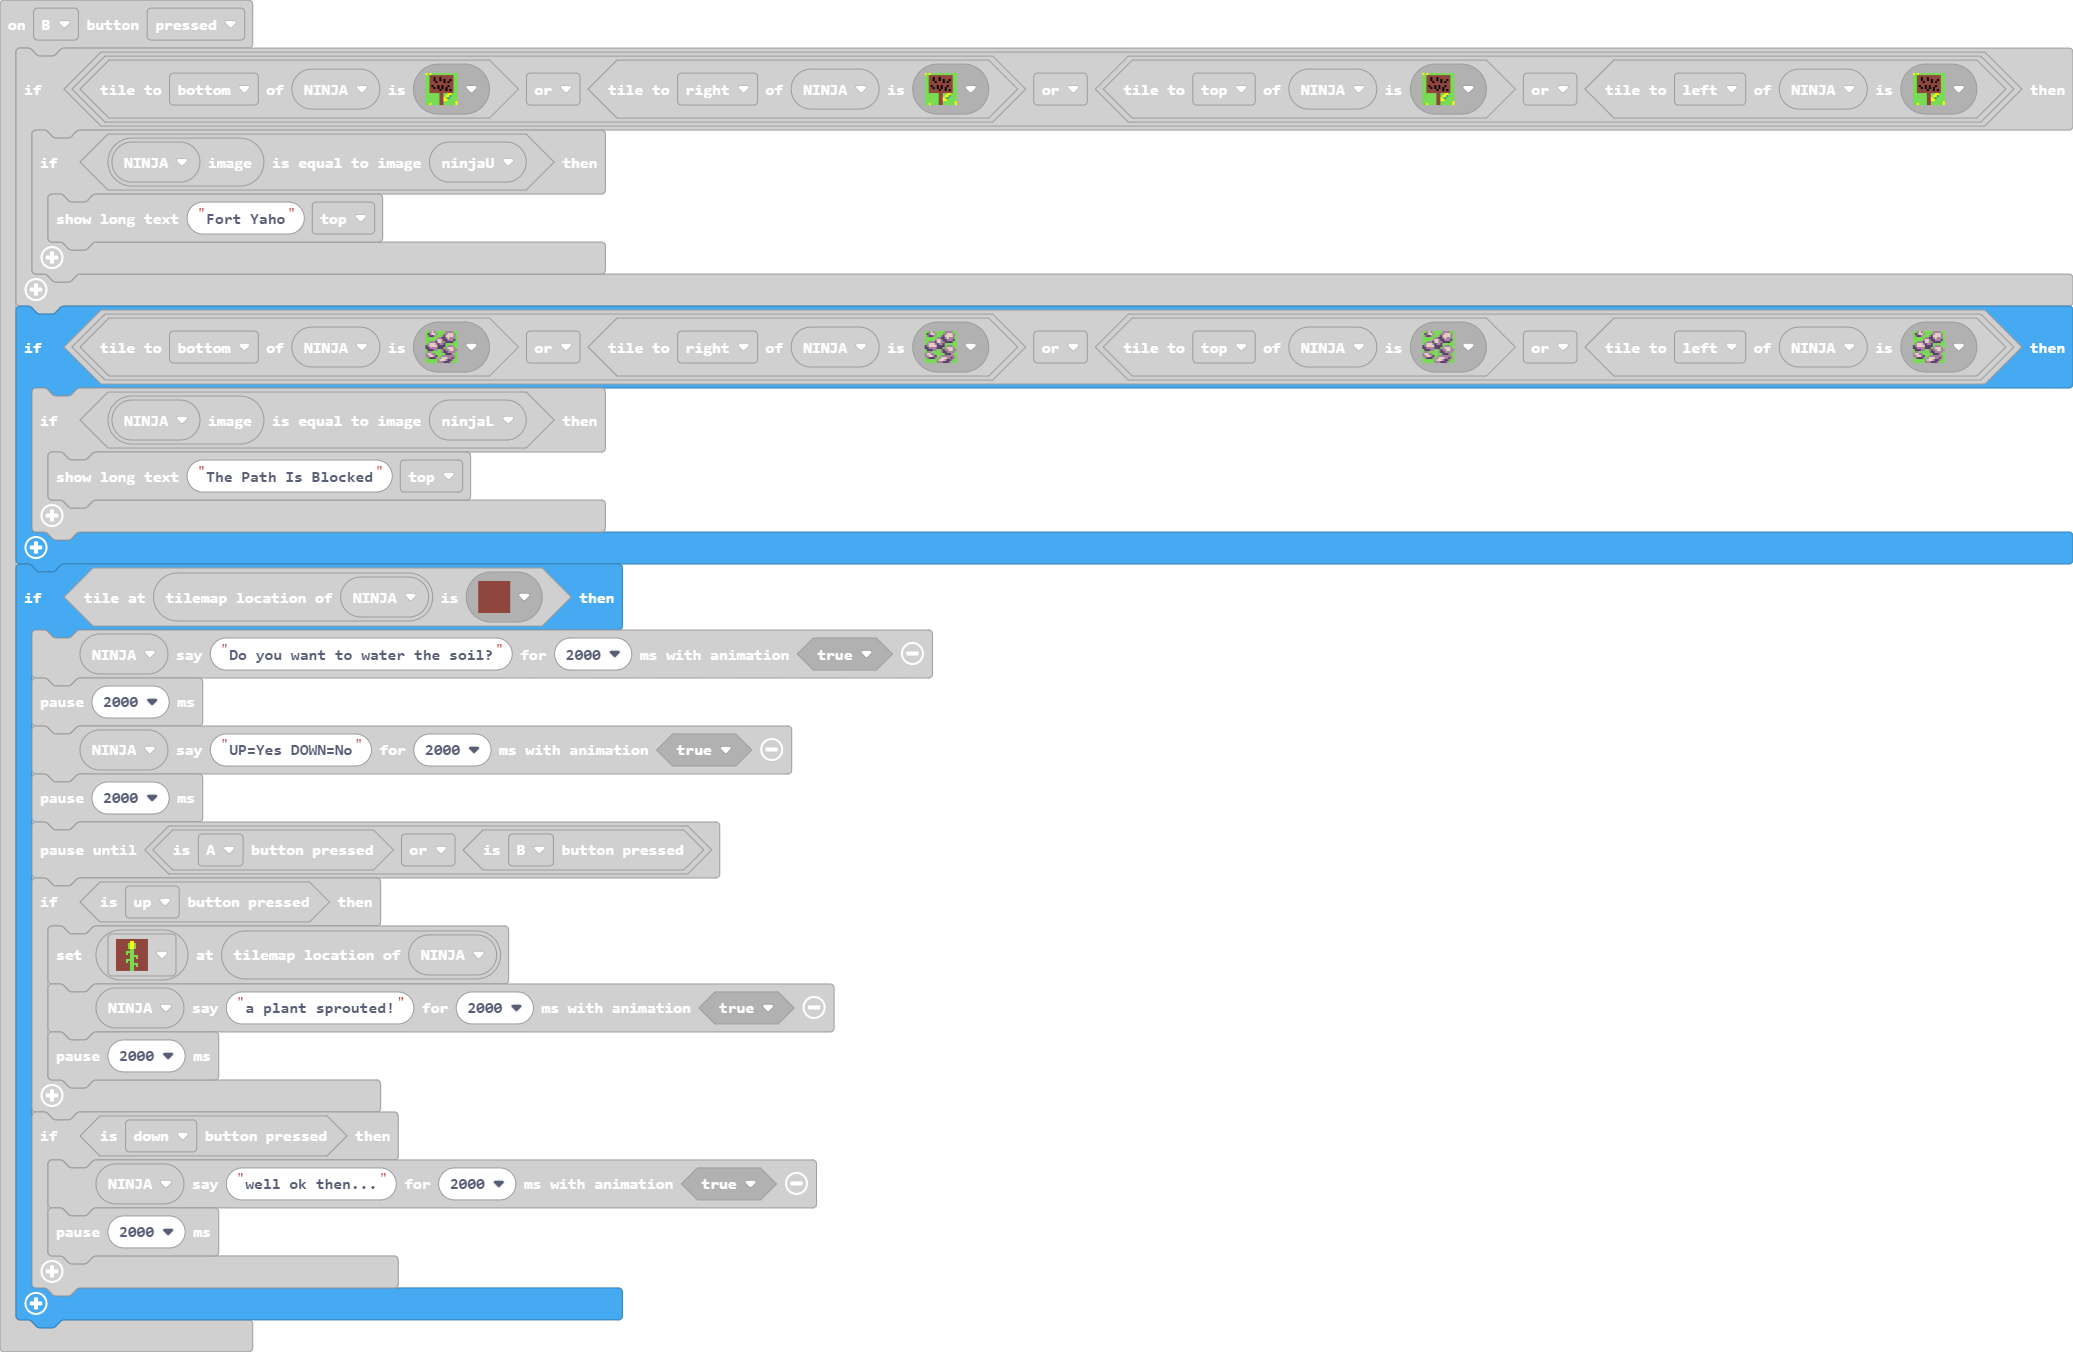 on B button pressed
if tile to bottom of NINJA is or tile to right of NINJA is or tile to top of NINJA is or tile to left of NINJA is then
if NINJA image is equal to image ninjaU then
show long text "Fort Yaho" top
if tile to bottom of NINJA is or tile to right of NINJA is or tile to top of NINJA is or tile to left of NINJA is then
if NINJA image is equal to image ninjaL then
show long text "The Path Is Blocked" top
if tile at tilemap location of NINJA is then
NINJA say "Do you want to water the soil?" for 2000 ms with animation true
pause 2000 ms
NINJA say "UP=Yes DOWN=No" for 2000 ms with animation true
pause 2000 ms
pause until is A button pressed or is B button pressed
if is up button pressed then
set at tilemap location of NINJA
NINJA say "a plant sprouted!" for 2000 ms with animation true
pause 2000 ms
if is down button pressed then
NINJA say "well ok then..." for 2000 ms with animation true
pause 2000 ms